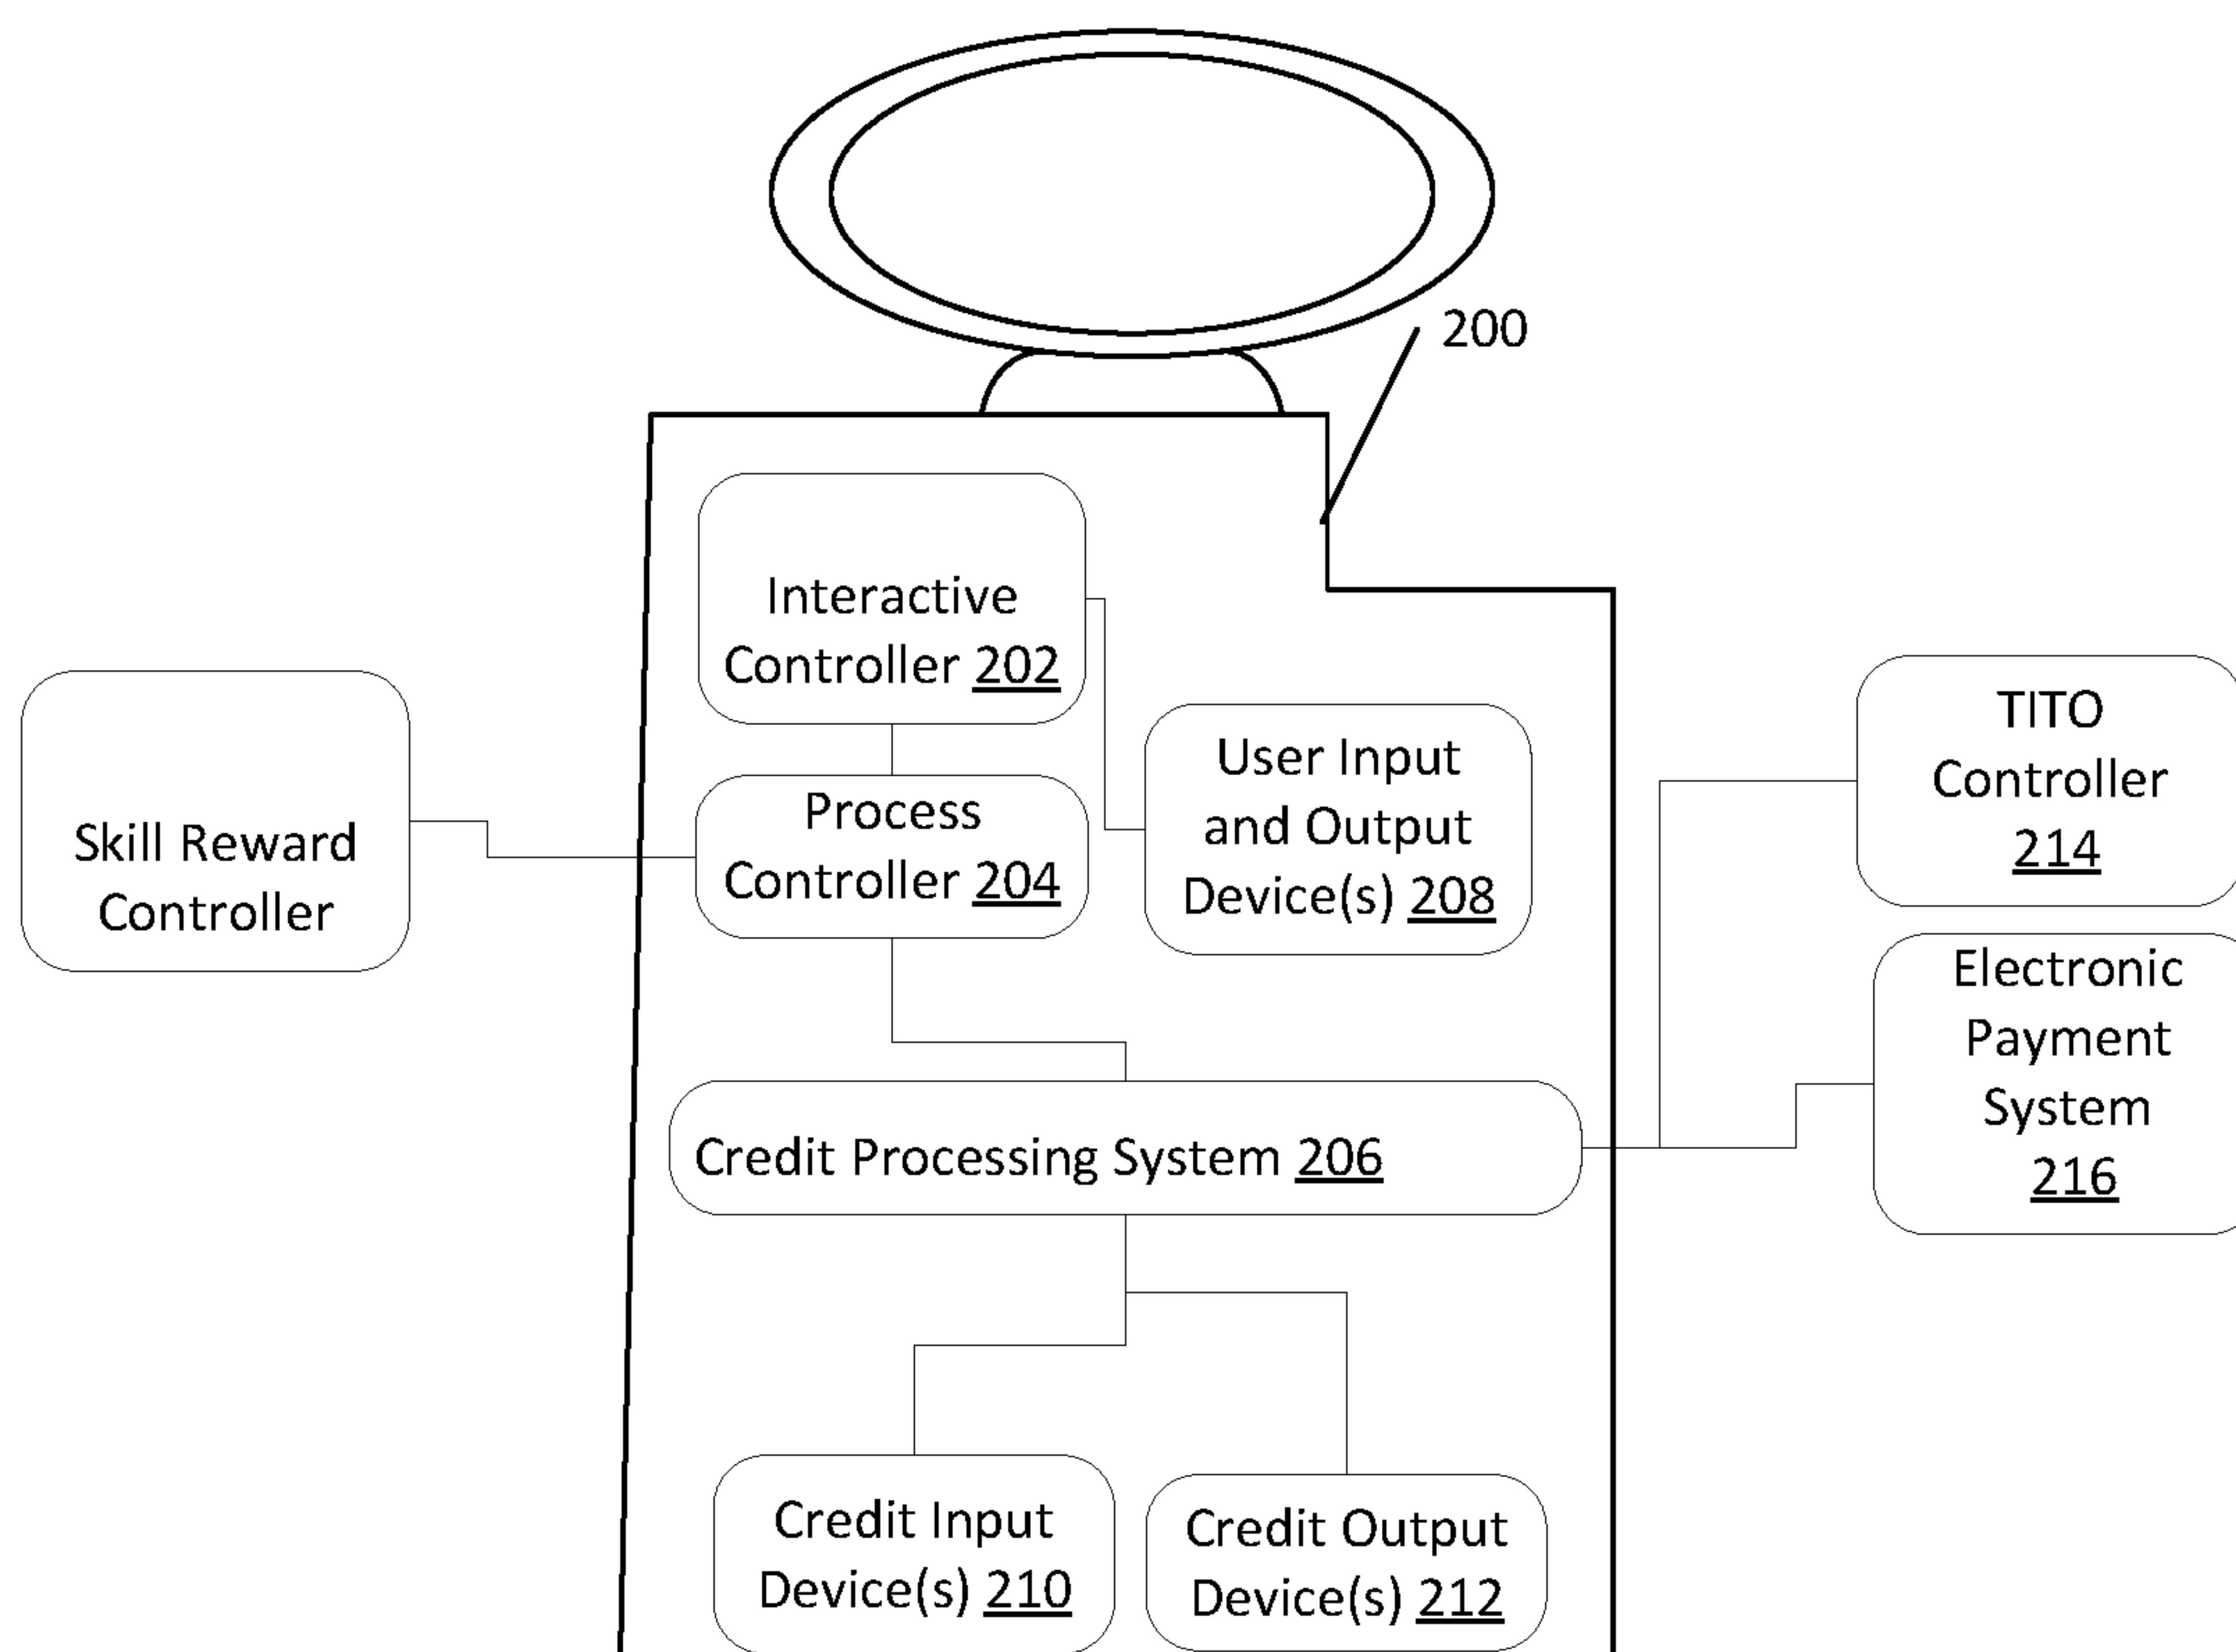 200
Interactive
Controller 202
Skill Reward
Controller
Process
Controller 204
User Input
and Output
Device(s) 208
TITO
Controller
214
Electronic
Payment
System
216
Credit Processing System 206
Credit Input
Device(s) 210
Credit Output
Device(s) 212